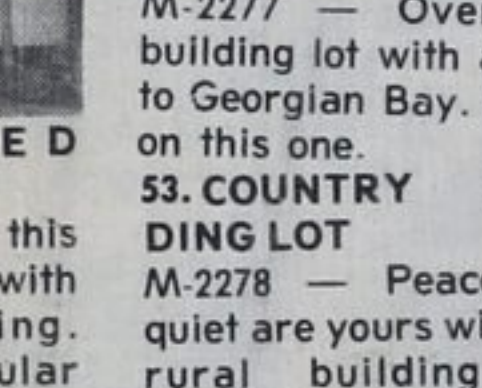 E D
this
with
ing.
ular
M-2277 — Over
building lot with
to Georgian Bay.
on this one.
53. COUNTRY
DING LOT
M-2278 — Peace
quiet are yours wi
rural building